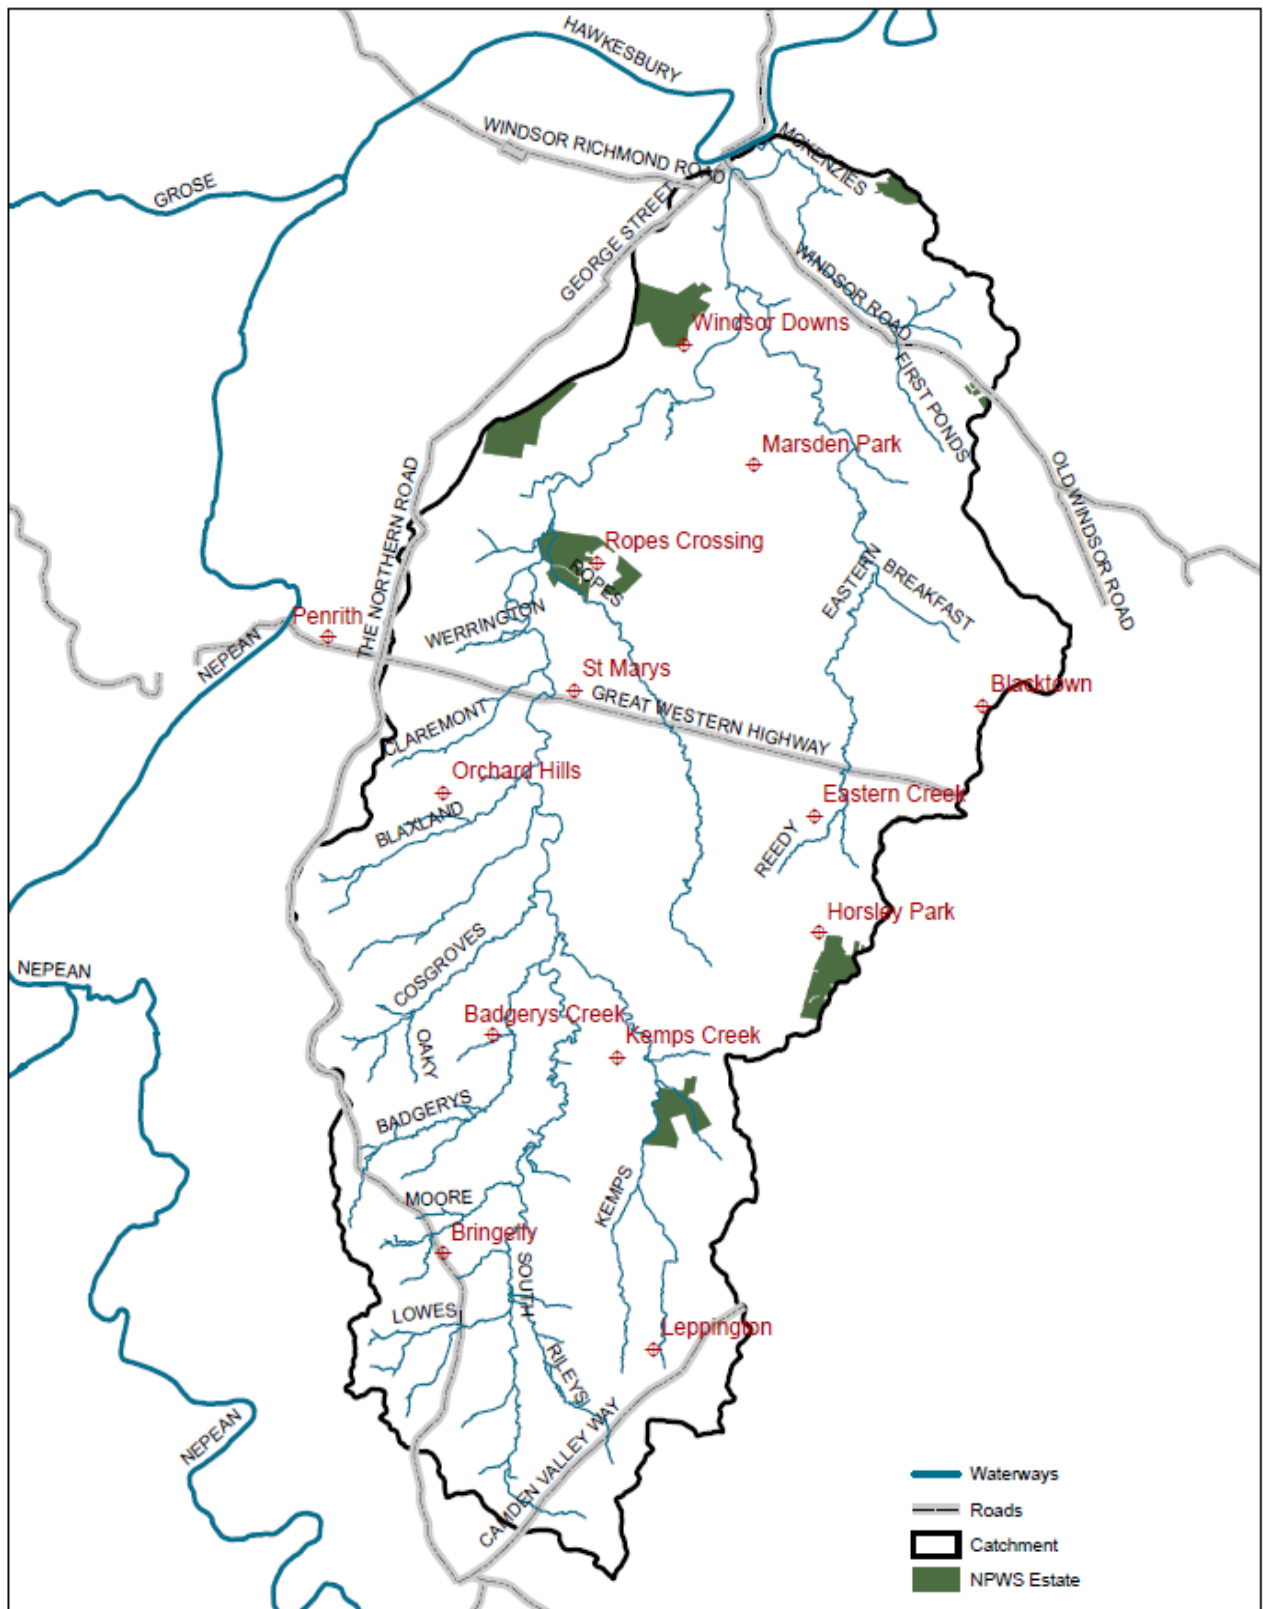 HAWKESBURY
WINDSOR RICHMOND ROAD
MCKENZIES
GROSE
GEORGE STREET
WINDSOR ROAD
Windsor Downs
FIRST PONDS
Marsden Park
OLD WINDSOR ROAD
THE NORTHERN ROAD
Ropes Crossing
ROPES
EASTERN
BREAKFAST
Penrith
WERRINGTON
NEPEAN
St Marys
Blacktown
GREAT WESTERN HIGHWAY
CLAREMONT
Orchard Hills
Eastern Creek
BLAXLAND
REEDY
Horsley Park
COSGROVES
NEPEAN
Badgerys Creek
Kemps Creek
OAKY
BADGERYS
KEMPS
MOORE
Bringelly
SOUTH
LOWES
Leppington
RILEYS
NEPEAN
CAMDEN VALLEY WAY
Waterways
Roads
Catchment
NPWS Estate